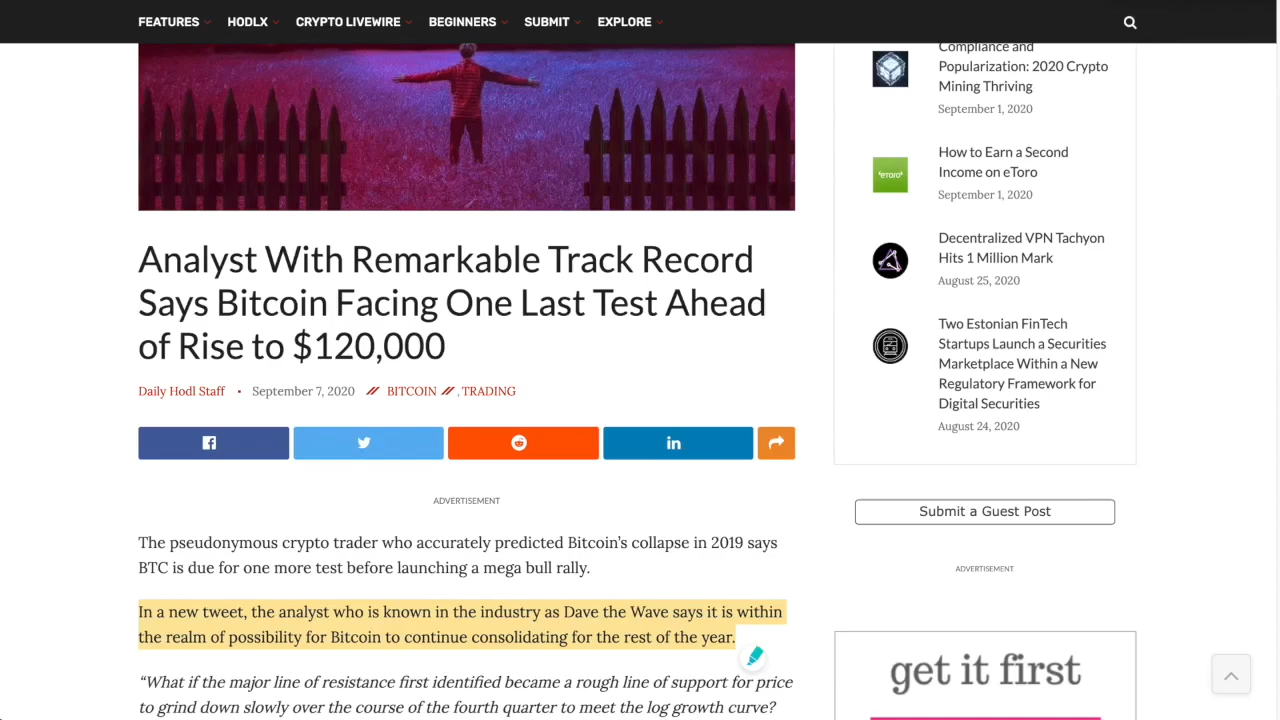 FEATURES HODLX CRYPTO LIVEWIRE BEGINNERS SUBMIT EXPLORE
Analyst With Remarkable Track Record
Says Bitcoin Facing One Last Test Ahead
of Rise to $120,000
Daily Hodl Staff • September 7, 2020 // BITCOIN // , TRADING
ADVERTISEMENT
The pseudonymous crypto trader who accurately predicted Bitcoin’s collapse in 2019 says
BTC is due for one more test before launching a mega bull rally.
In a new tweet, the analyst who is known in the industry as Dave the Wave says it is within
the realm of possibility for Bitcoin to continue consolidating for the rest of the year.
“What if the major line of resistance first identified became a rough line of support for price
to grind down slowly over the course of the fourth quarter to meet the log growth curve?
Compliance and
Popularization: 2020 Crypto
Mining Thriving
September 1, 2020
eToro
How to Earn a Second
Income on eToro
September 1, 2020
Decentralized VPN Tachyon
Hits 1 Million Mark
August 25, 2020
Two Estonian FinTech
Startups Launch a Securities
Marketplace Within a New
Regulatory Framework for
Digital Securities
August 24, 2020
Submit a Guest Post
ADVERTISEMENT
get it first